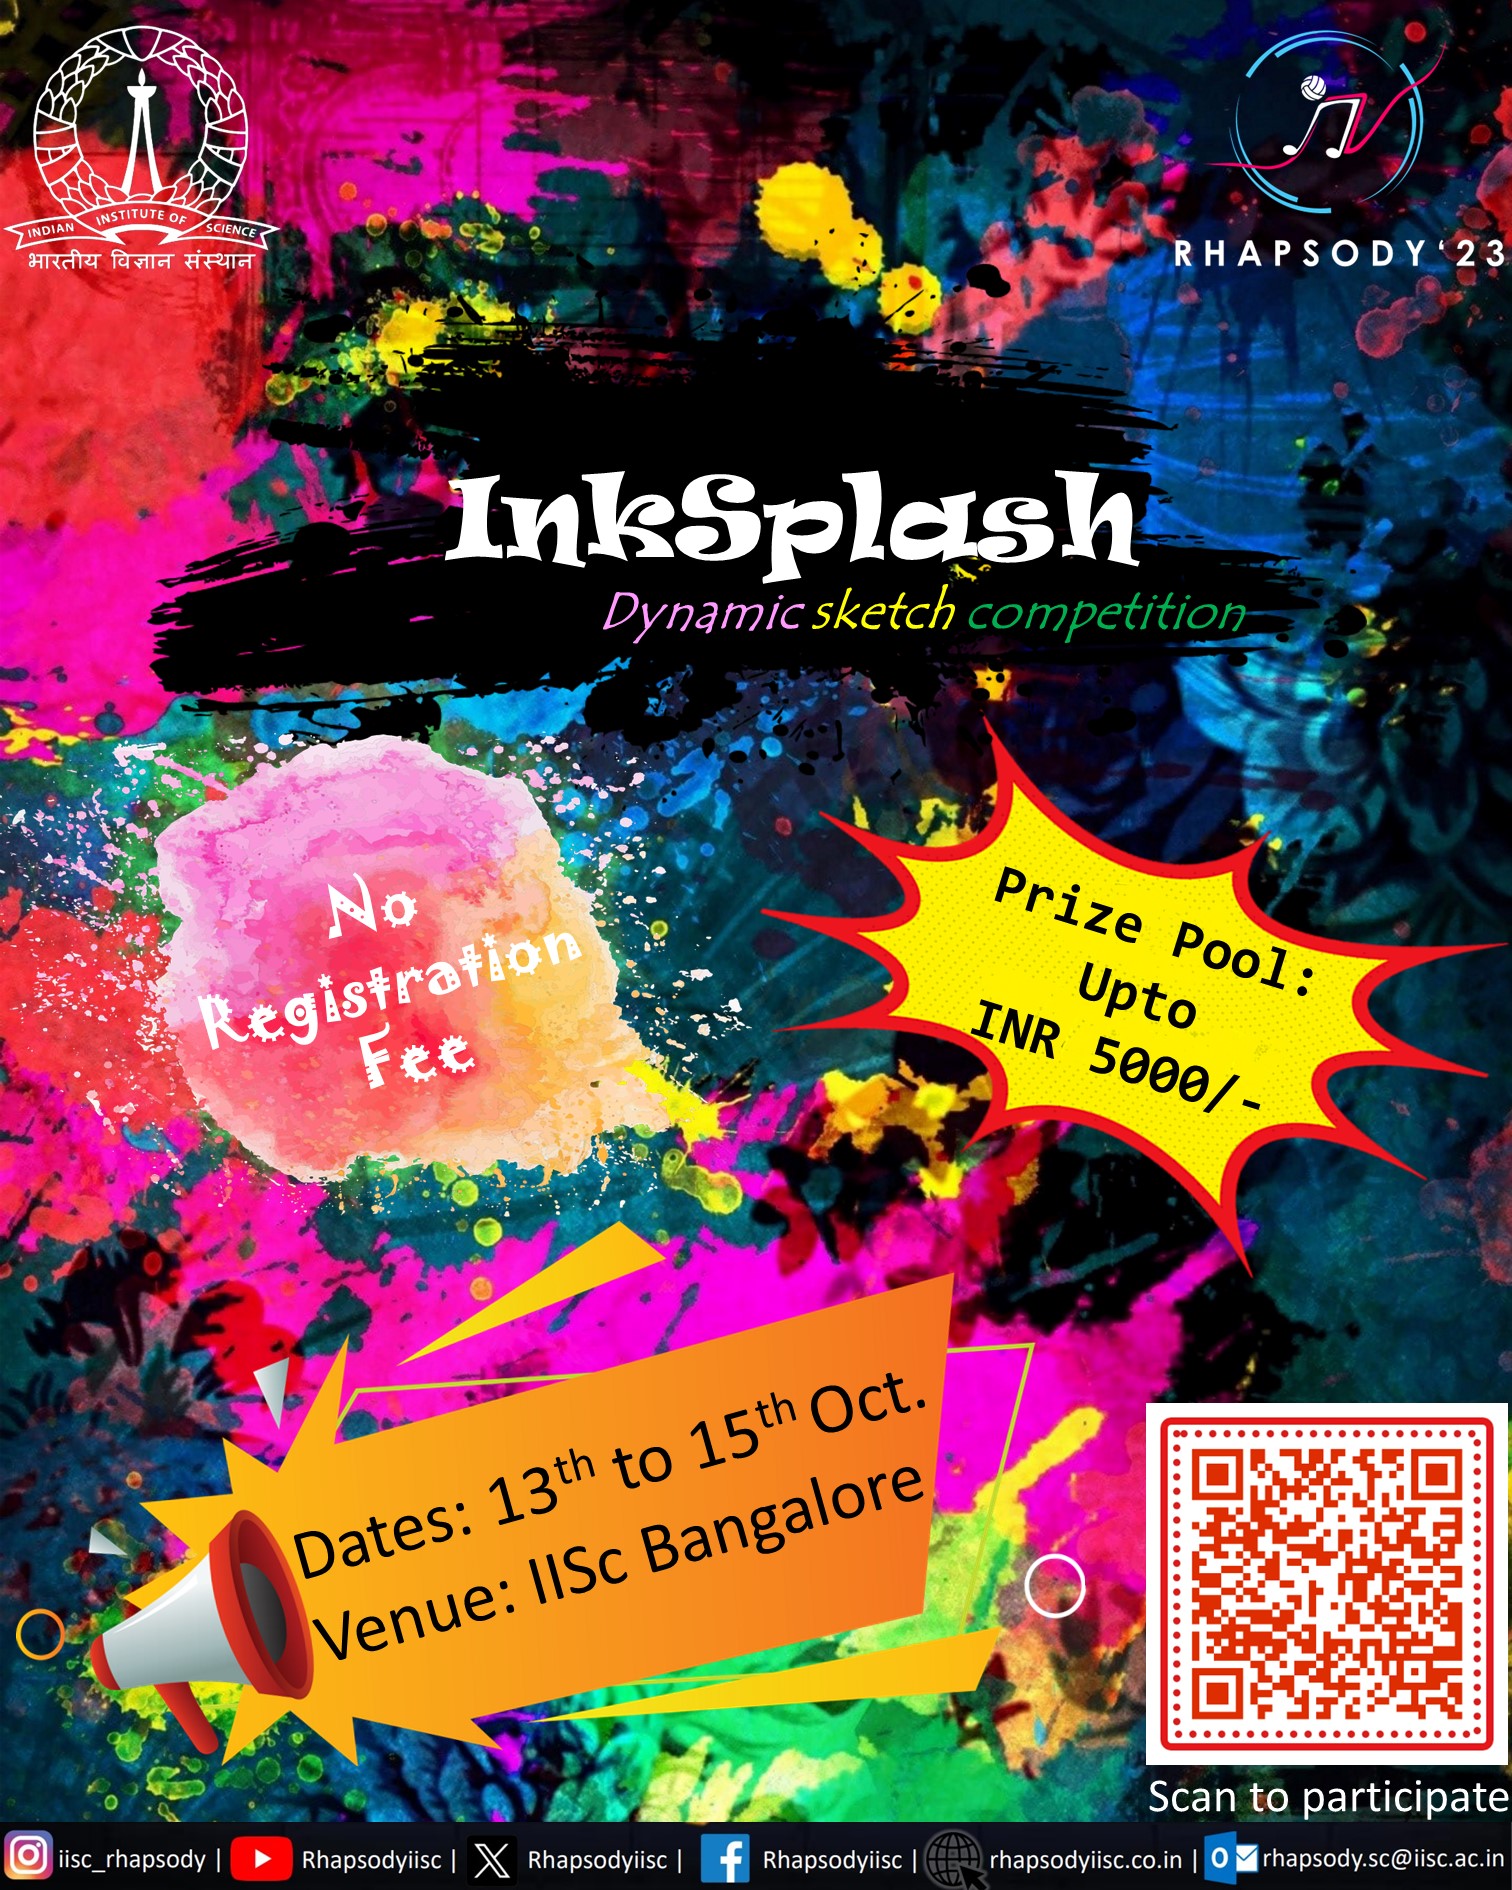 INDIAN INSTITUTE OF SCIENCE
भारतीय विज्ञान संस्थान
RHAPSODY‘23
InkSplash
Dynamic sketch competition
No
Registration
Fee
Prize Pool:
Upto
INR 5000/-
Dates: 13th to 15th Oct.
Venue: IISc Bangalore
Scan to participate
iisc_rhapsody | Rhapsodyiisc | Rhapsodyiisc | Rhapsodyiisc | rhapsodyiisc.co.in | rhapsody.sc@iisc.ac.in